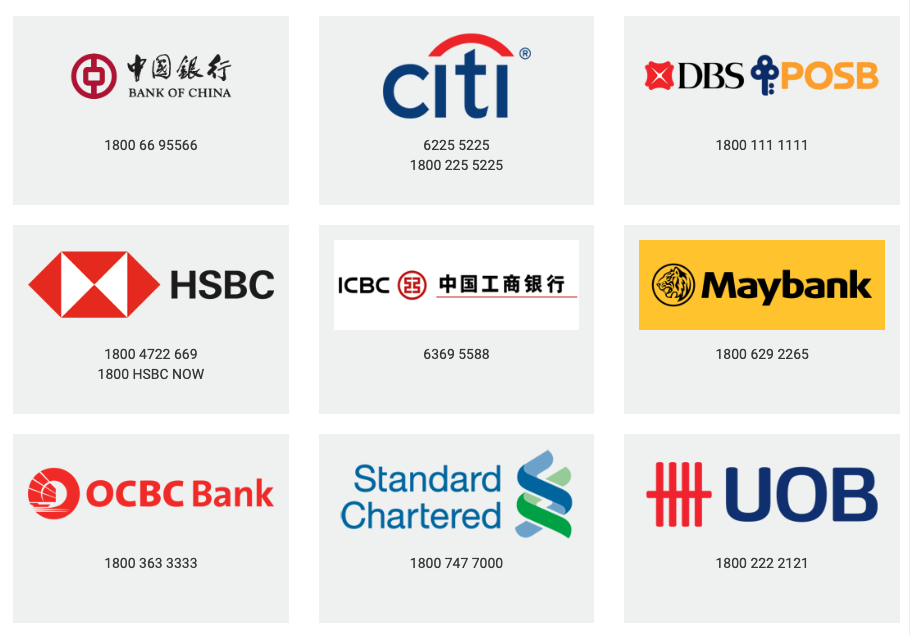 中国銀行
BANK OF CHINA
1800 66 95566
citi®
6225 5225
1800 225 5225
DBS POSB
1800 111 1111
HSBC
1800 4722 669
1800 HSBC NOW
ICBC 中国工商银行
6369 5588
Maybank
1800 629 2265
OCBC Bank
1800 363 3333
Standard
Chartered
1800 747 7000
UOB
1800 222 2121